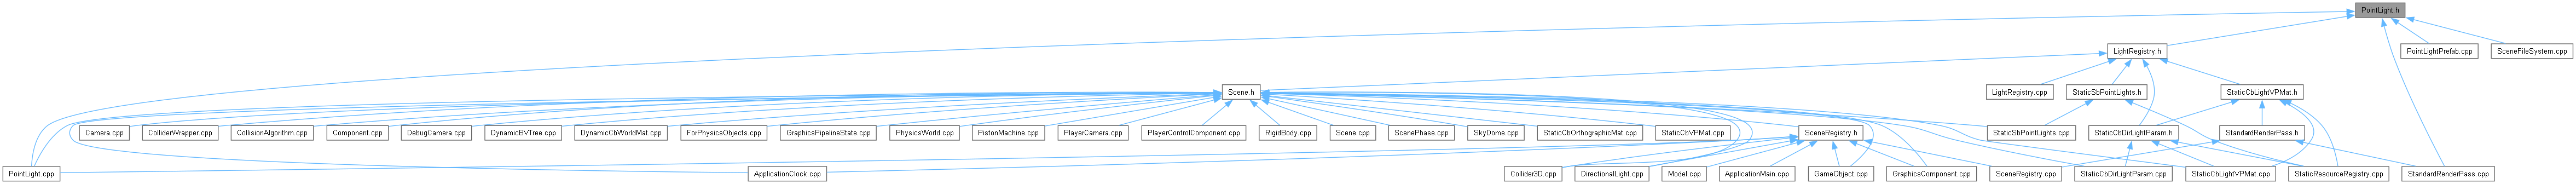 PointLight.h
LightRegistry.h
PointLightPrefab.cpp
SceneFileSystem.cpp
Scene.h
LightRegistry.cpp
StaticSbPointLights.h
StaticCbLightVPMat.h
Camera.cpp
ColliderWrapper.cpp
CollisionAlgorithm.cpp
Component.cpp
DebugCamera.cpp
DynamicBVTree.cpp
DynamicCbWorldMat.cpp
ForPhysicsObjects.cpp
GraphicsPipelineState.cpp
PhysicsWorld.cpp
PistonMachine.cpp
PlayerCamera.cpp
PlayerControlComponent.cpp
RigidBody.cpp
Scene.cpp
ScenePhase.cpp
SkyDome.cpp
StaticCbOrthographicMat.cpp
StaticCbVPMat.cpp
SceneRegistry.h
StaticSbPointLights.cpp
StaticCbDirLightParam.h
StandardRenderPass.h
PointLight.cpp
ApplicationClock.cpp
Collider3D.cpp
DirectionalLight.cpp
Model.cpp
ApplicationMain.cpp
GameObject.cpp
GraphicsComponent.cpp
SceneRegistry.cpp
StaticCbDirLightParam.cpp
StaticCbLightVPMat.cpp
StaticResourceRegistry.cpp
StandardRenderPass.cpp